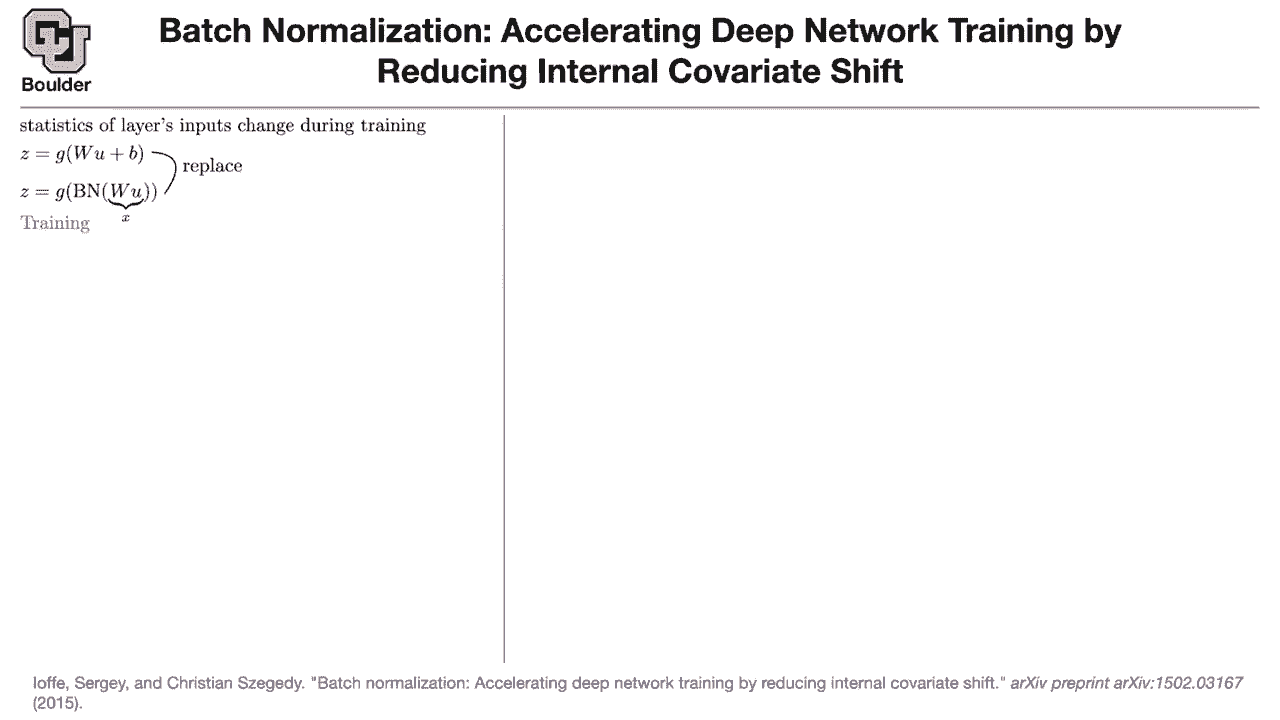 Batch Normalization: Accelerating Deep Network Training by
Reducing Internal Covariate Shift
CU
Boulder
statistics of layer's inputs change during training
z = g(Wu + b)
replace
z = g(BN(Wu))
x
Training
Ioffe, Sergey, and Christian Szegedy. "Batch normalization: Accelerating deep network training by reducing internal covariate shift." arXiv preprint arXiv:1502.03167
(2015).